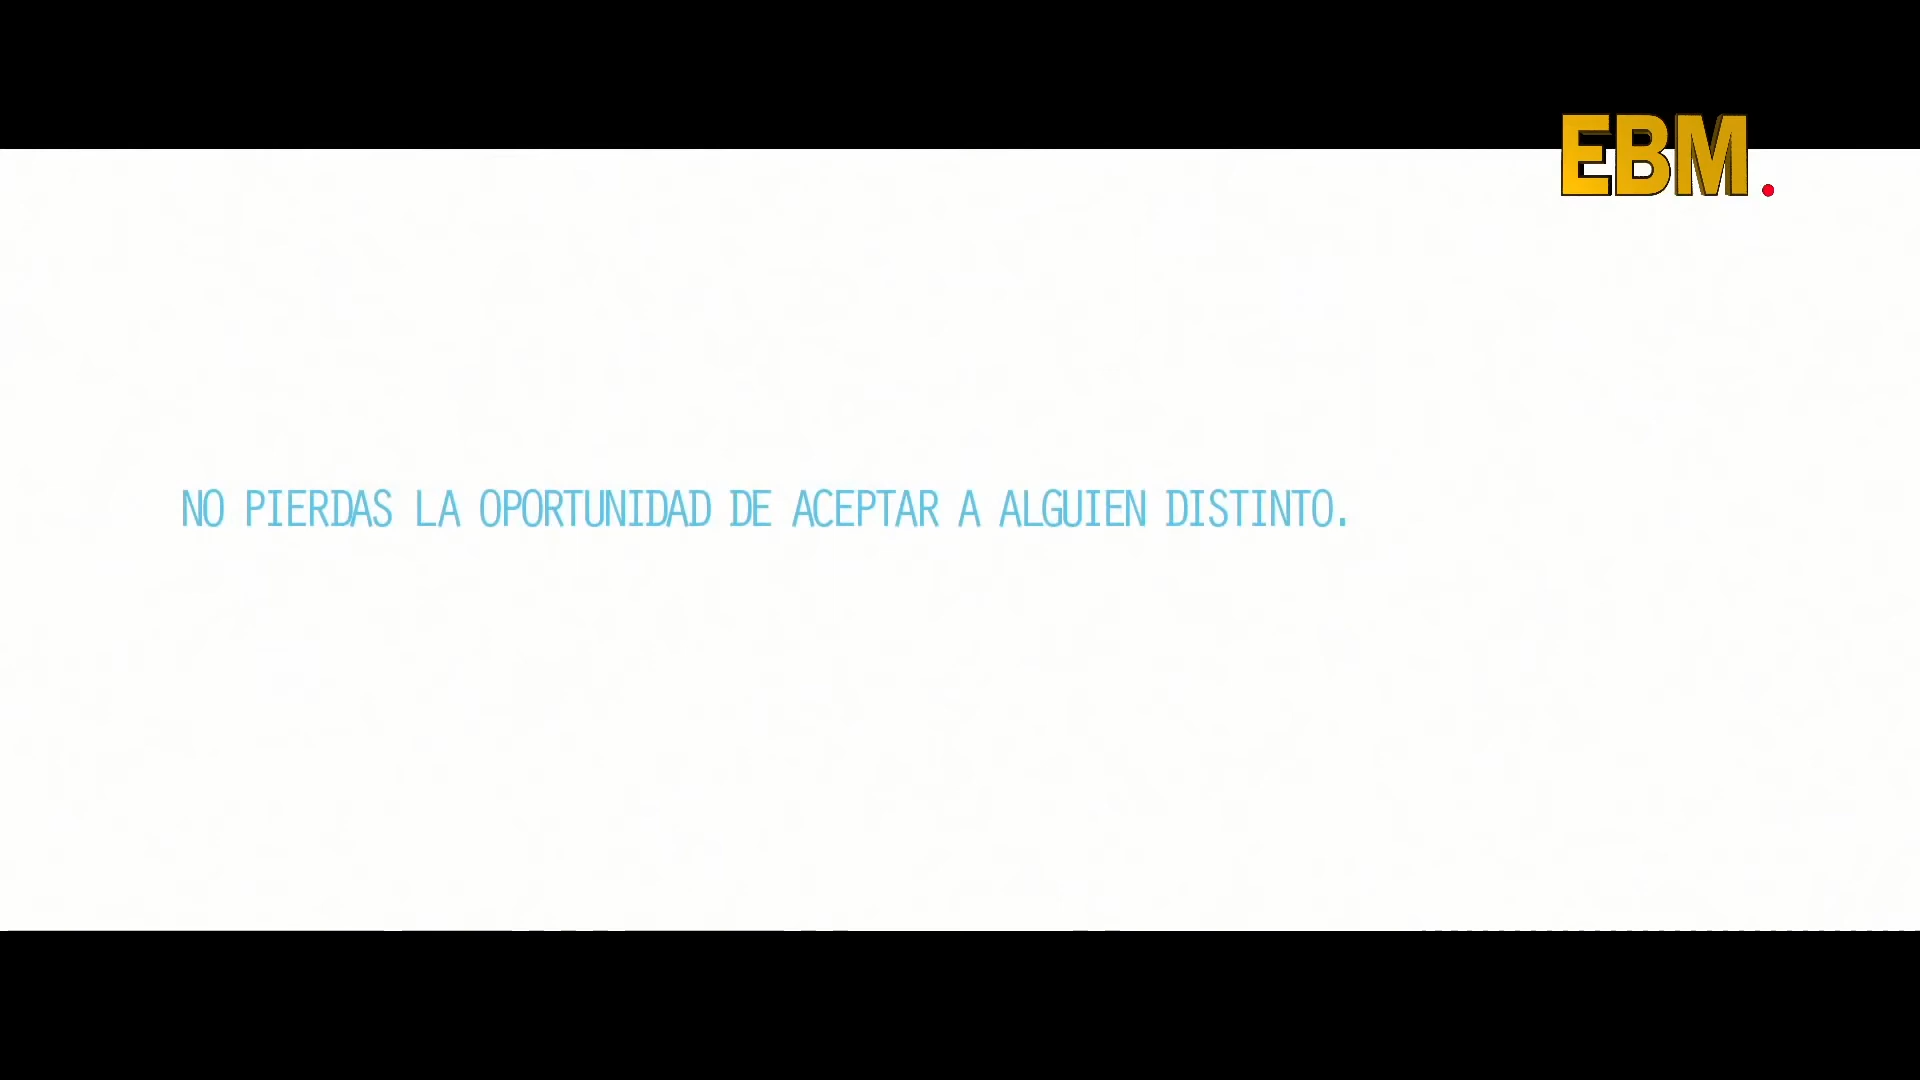 EBM.
NO PIERDAS LA OPORTUNIDAD DE ACEPTAR A ALGUIEN DISTINTO.